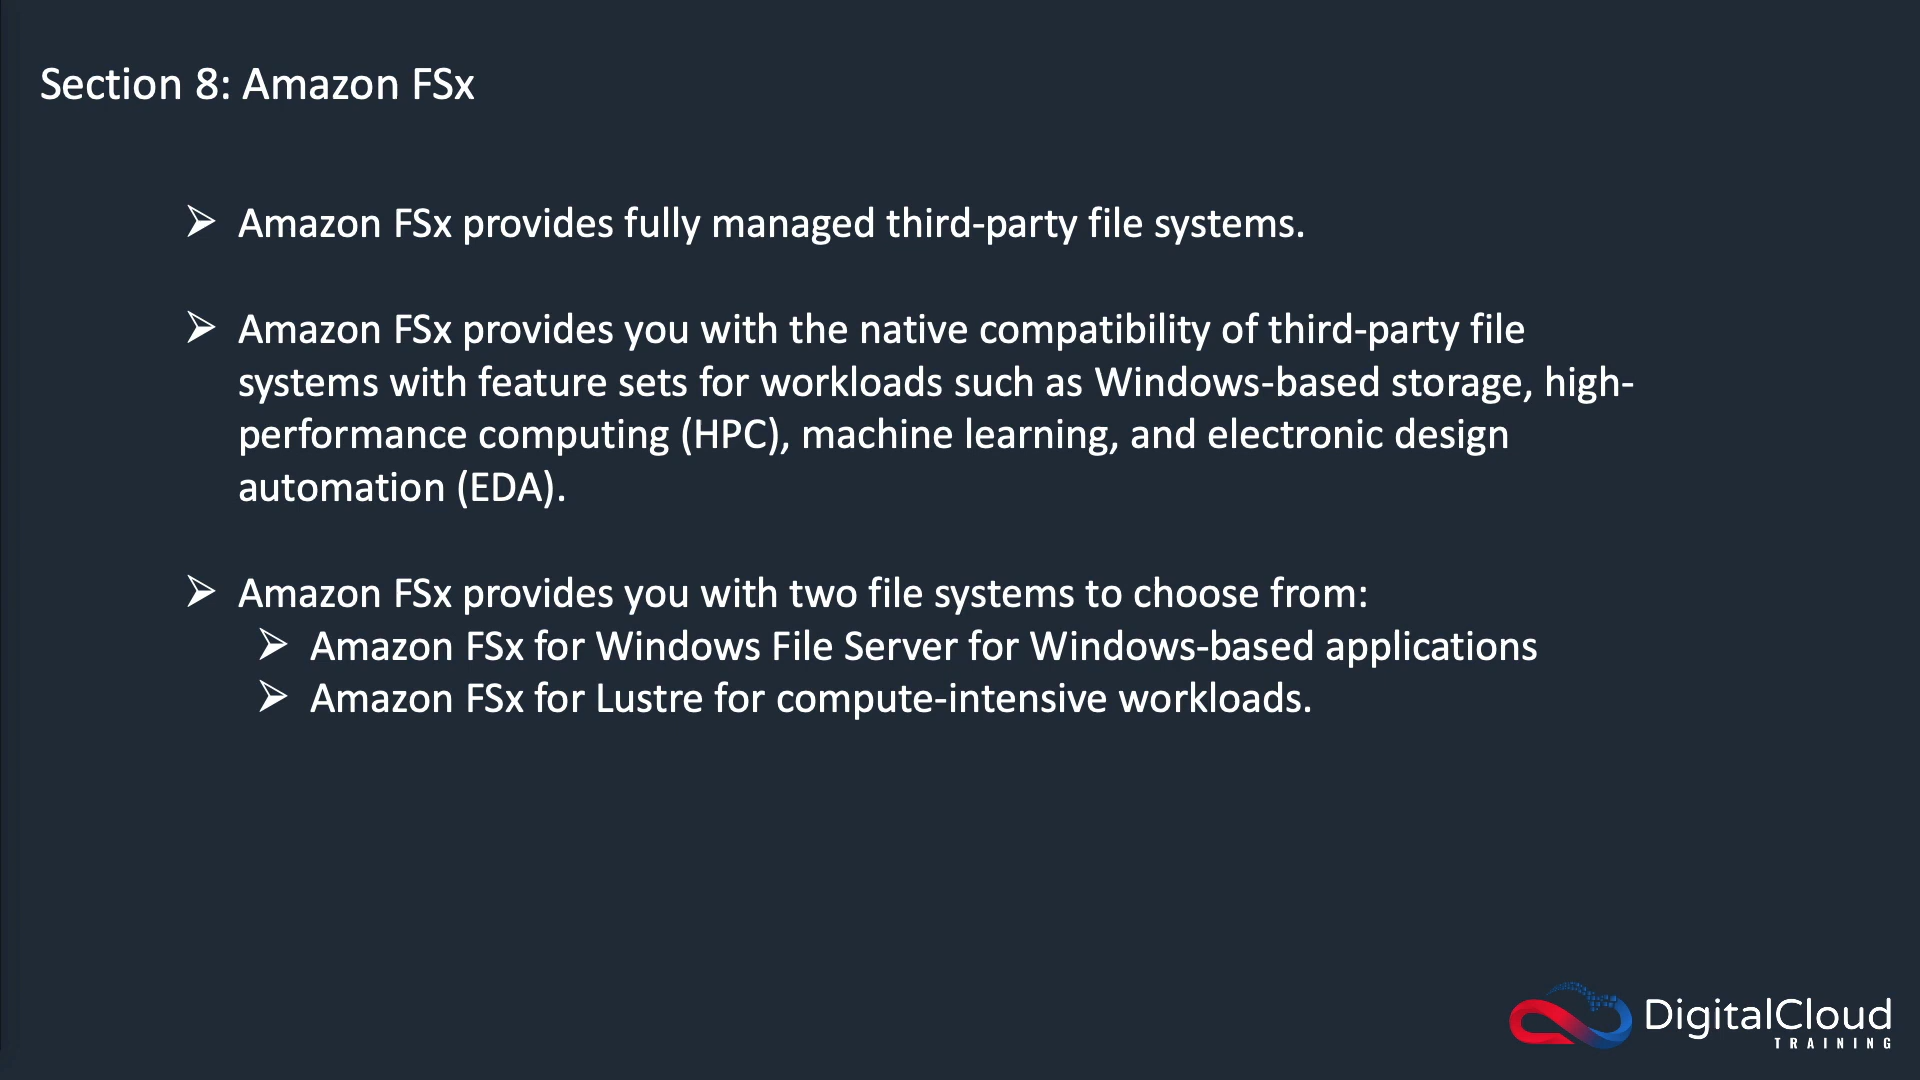 Section 8: Amazon FSx
➢ Amazon FSx provides fully managed third-party file systems.
➢ Amazon FSx provides you with the native compatibility of third-party file
systems with feature sets for workloads such as Windows-based storage, high-
performance computing (HPC), machine learning, and electronic design
automation (EDA).
➢ Amazon FSx provides you with two file systems to choose from:
➢ Amazon FSx for Windows File Server for Windows-based applications
➢ Amazon FSx for Lustre for compute-intensive workloads.
DigitalCloud
TRAINING